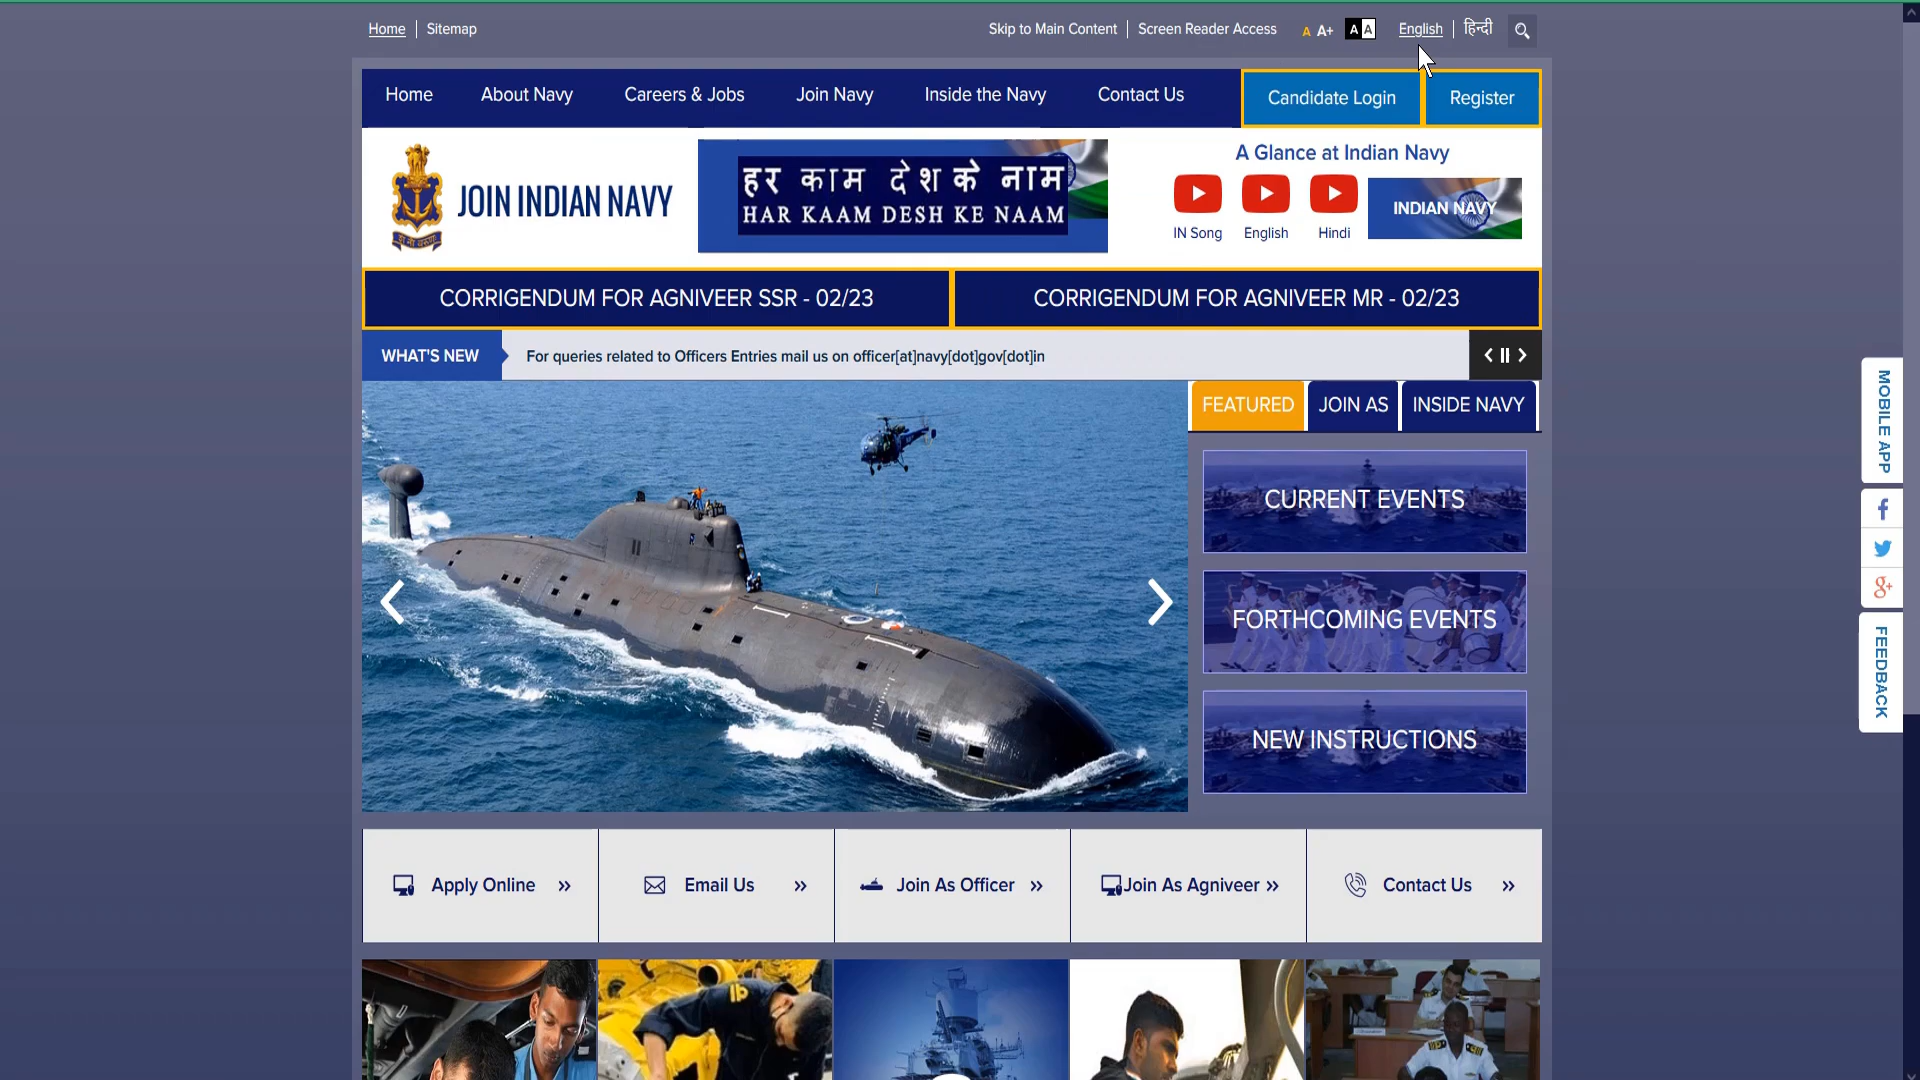 Home
Sitemap
Skip to Main Content
Screen Reader Access
A A+ A A
English
हिन्दी
Home
About Navy
Careers & Jobs
Join Navy
Inside the Navy
Contact Us
Candidate Login
Register
JOIN INDIAN NAVY
हर काम देश के नाम
HAR KAAM DESH KE NAAM
A Glance at Indian Navy
IN Song
English
Hindi
INDIAN NAVY
CORRIGENDUM FOR AGNIVEER SSR - 02/23
CORRIGENDUM FOR AGNIVEER MR - 02/23
WHAT'S NEW
For queries related to Officers Entries mail us on officer[at]navy[dot]gov[dot]in
FEATURED
JOIN AS
INSIDE NAVY
CURRENT EVENTS
FORTHCOMING EVENTS
NEW INSTRUCTIONS
MOBILE APP
FEEDBACK
Apply Online
Email Us
Join As Officer
Join As Agniveer
Contact Us